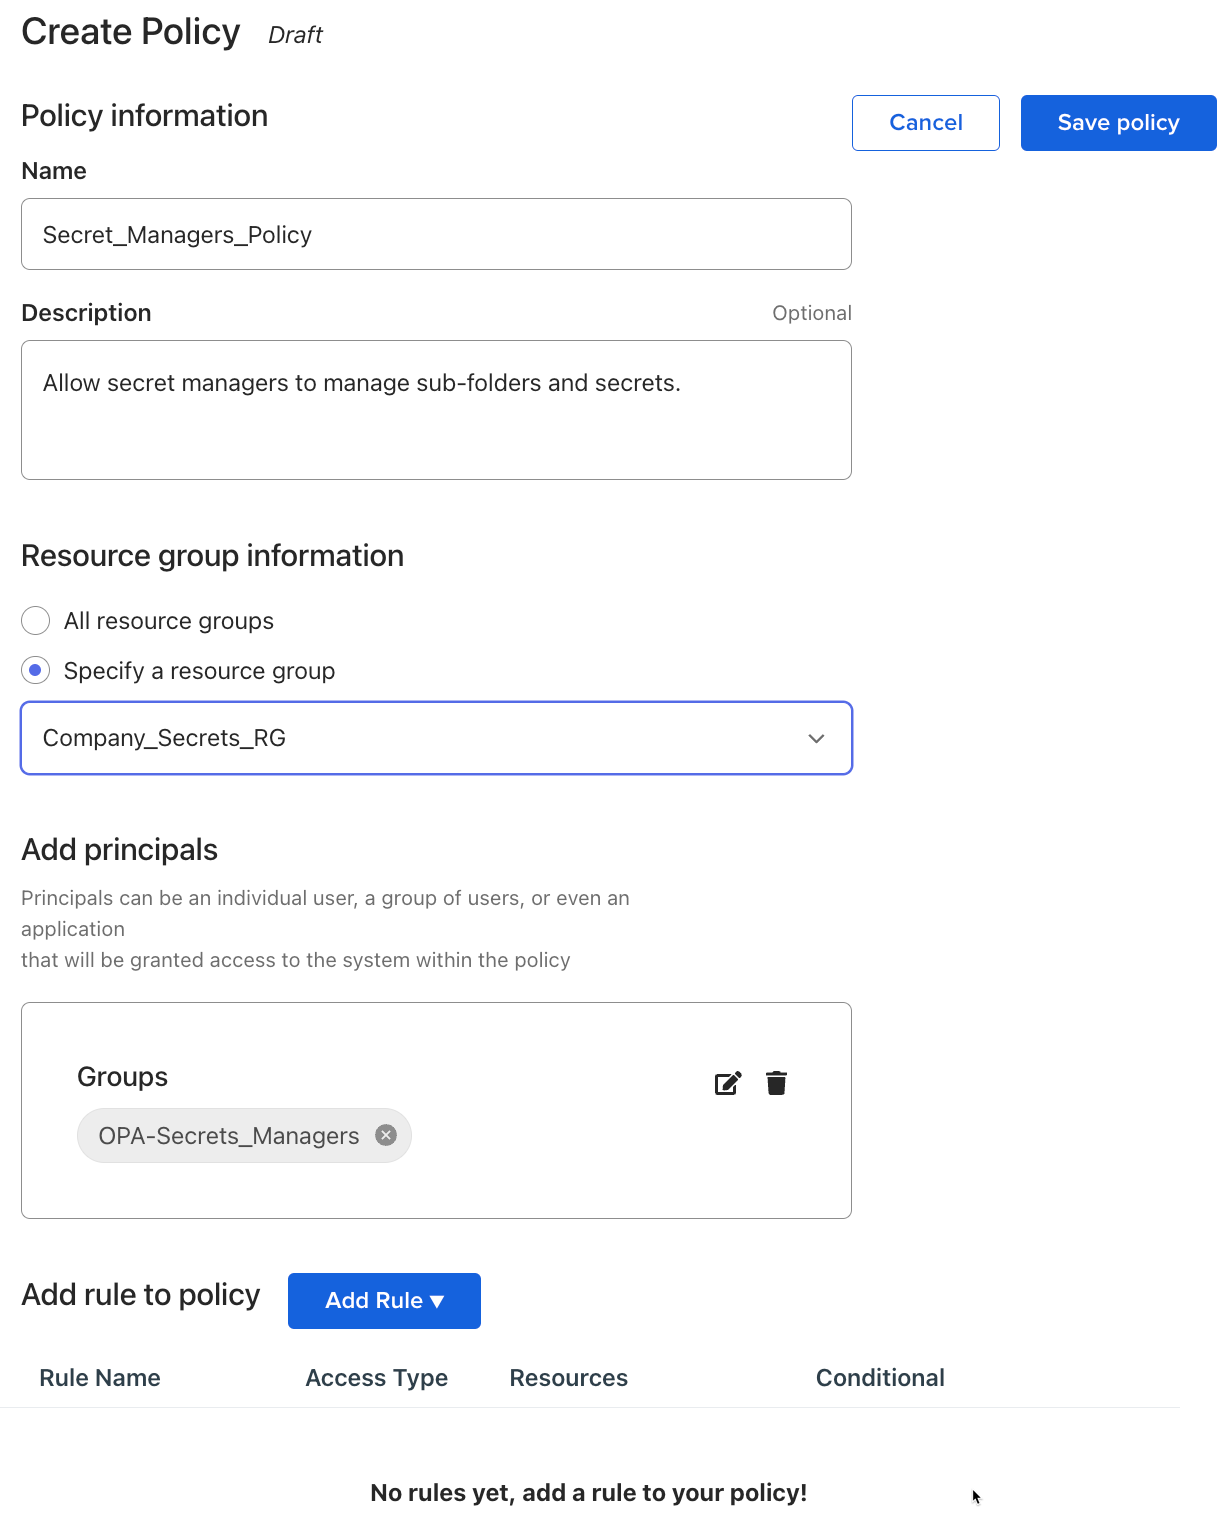 Create Policy Draft
Policy information
Cancel
Save policy
Name
Secret_Managers_Policy
Description
Optional
Allow secret managers to manage sub-folders and secrets.
Resource group information
All resource groups
Specify a resource group
Company_Secrets_RG
Add principals
Principals can be an individual user, a group of users, or even an
application
that will be granted access to the system within the policy
Groups
OPA-Secrets_Managers
Add rule to policy
Add Rule ▼
Rule Name Access Type Resources Conditional
No rules yet, add a rule to your policy!